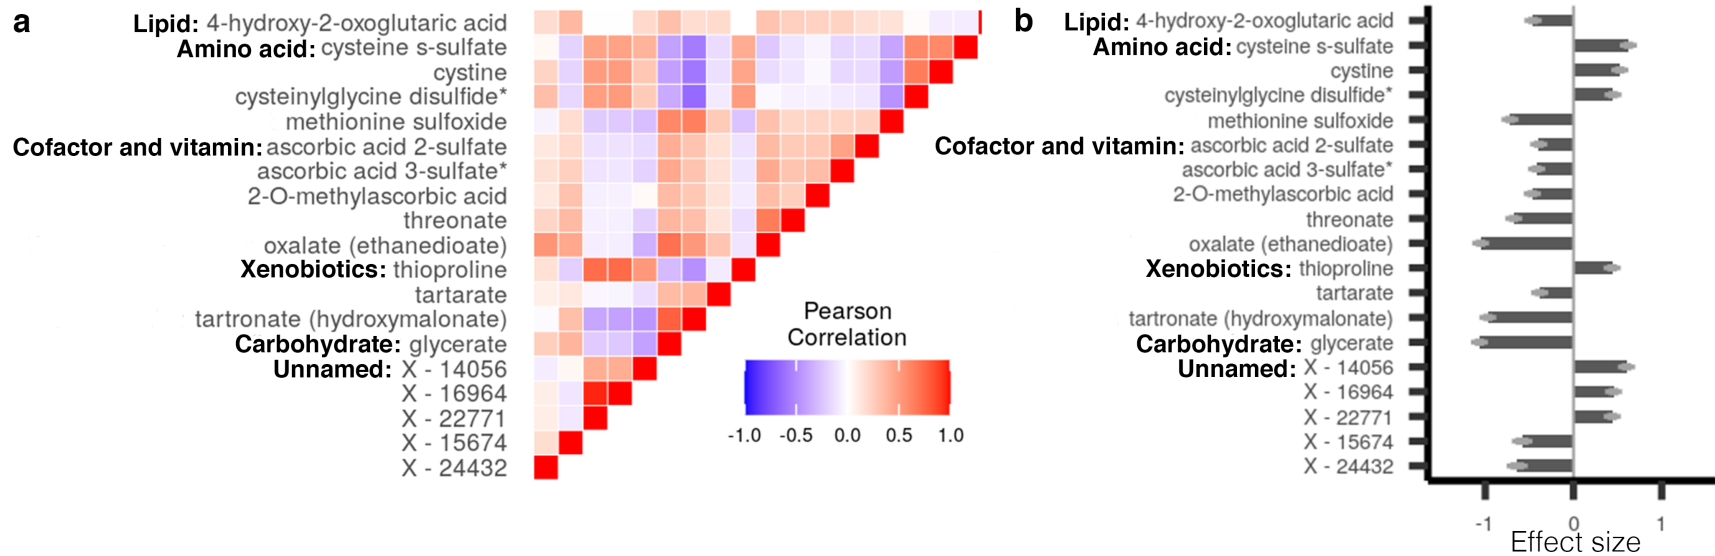 a
Lipid: 4-hydroxy-2-oxoglutaric acid
Amino acid: cysteine s-sulfate
cystine
cysteinylglycine disulfide*
methionine sulfoxide
Cofactor and vitamin: ascorbic acid 2-sulfate
ascorbic acid 3-sulfate*
2-O-methylascorbic acid
threonate
oxalate (ethanedioate)
Xenobiotics: thioproline
tartarate
tartronate (hydroxymalonate)
Carbohydrate: glycerate
Unnamed: X - 14056
X - 16964
X - 22771
X - 15674
X - 24432
Pearson
Correlation
-1.0 -0.5 0.0 0.5 1.0
b
Lipid: 4-hydroxy-2-oxoglutaric acid
Amino acid: cysteine s-sulfate
cystine
cysteinylglycine disulfide*
methionine sulfoxide
Cofactor and vitamin: ascorbic acid 2-sulfate
ascorbic acid 3-sulfate*
2-O-methylascorbic acid
threonate
oxalate (ethanedioate)
Xenobiotics: thioproline
tartarate
tartronate (hydroxymalonate)
Carbohydrate: glycerate
Unnamed: X - 14056
X - 16964
X - 22771
X - 15674
X - 24432
-1 0 1
Effect size